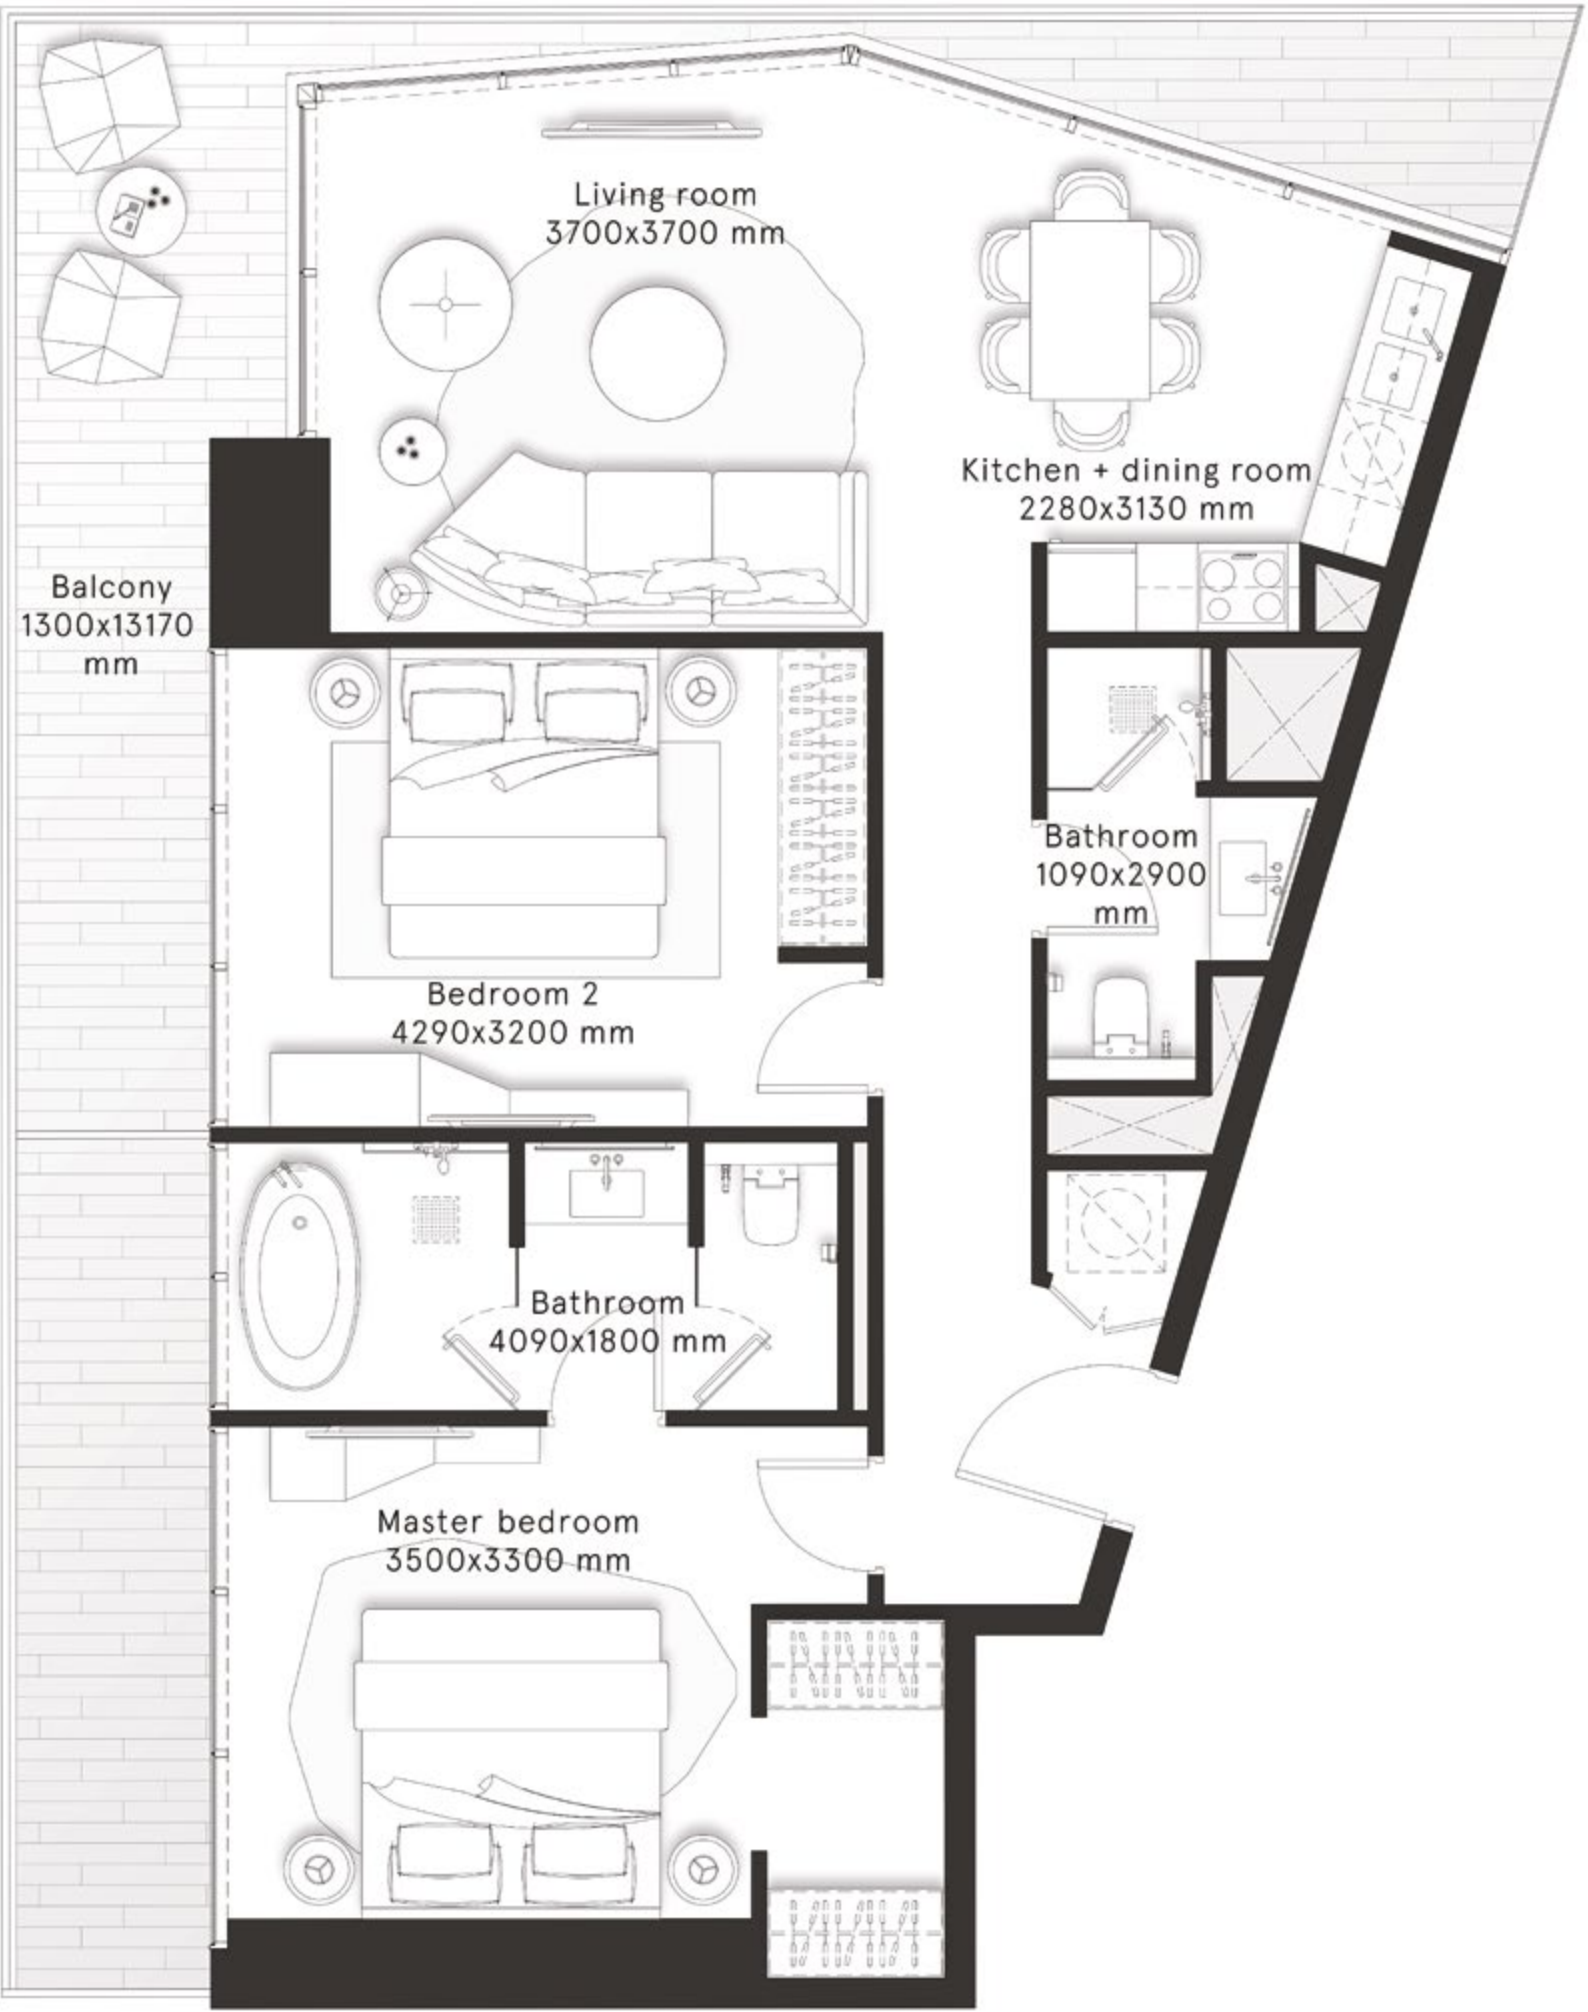 Living room
3700x3700 mm
Kitchen + dining room
2280x3130 mm
Balcony
1300x13170
mm
Bathroom
1090x2900
mm
Bedroom 2
4290x3200 mm
Bathroom
4090x1800 mm
Master bedroom
3500x3300 mm